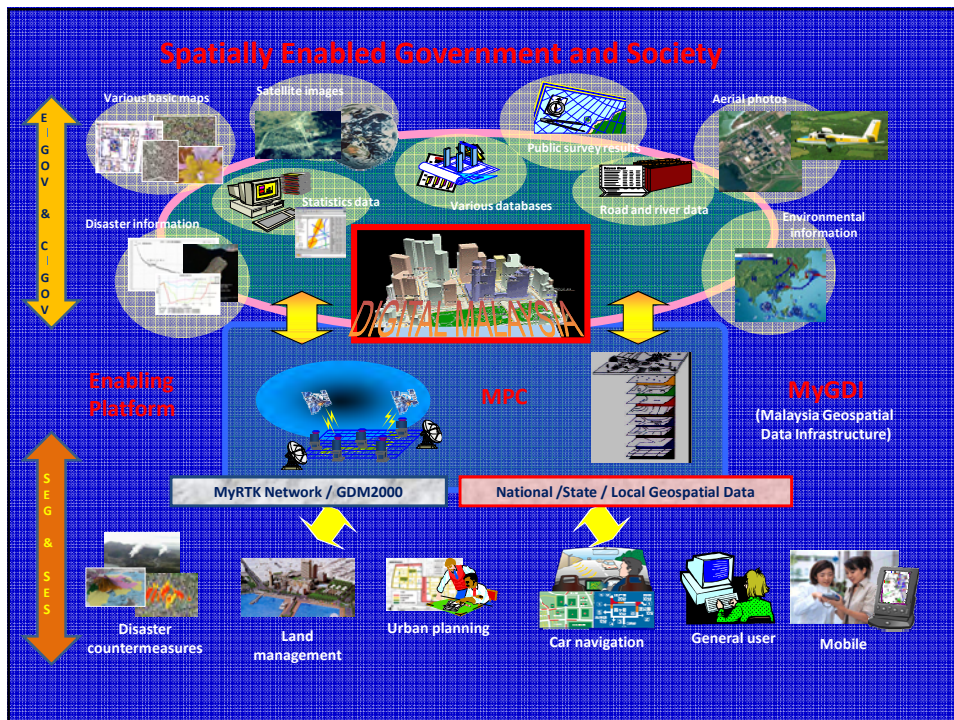 Spatially Enabled Government and Society
Various basic maps
Satellite images
Aerial photos
Public survey results
Statistics data
Various databases
Road and river data
Disaster information
Environmental
information
E-GOV & C-GOV
DIGITAL MALAYSIA
Enabling
Platform
MPC
MyGDI
(Malaysia Geospatial
Data Infrastructure)
SEG & SES
MyRTK Network / GDM2000
National /State / Local Geospatial Data
Disaster
countermeasures
Land
management
Urban planning
Car navigation
General user
Mobile